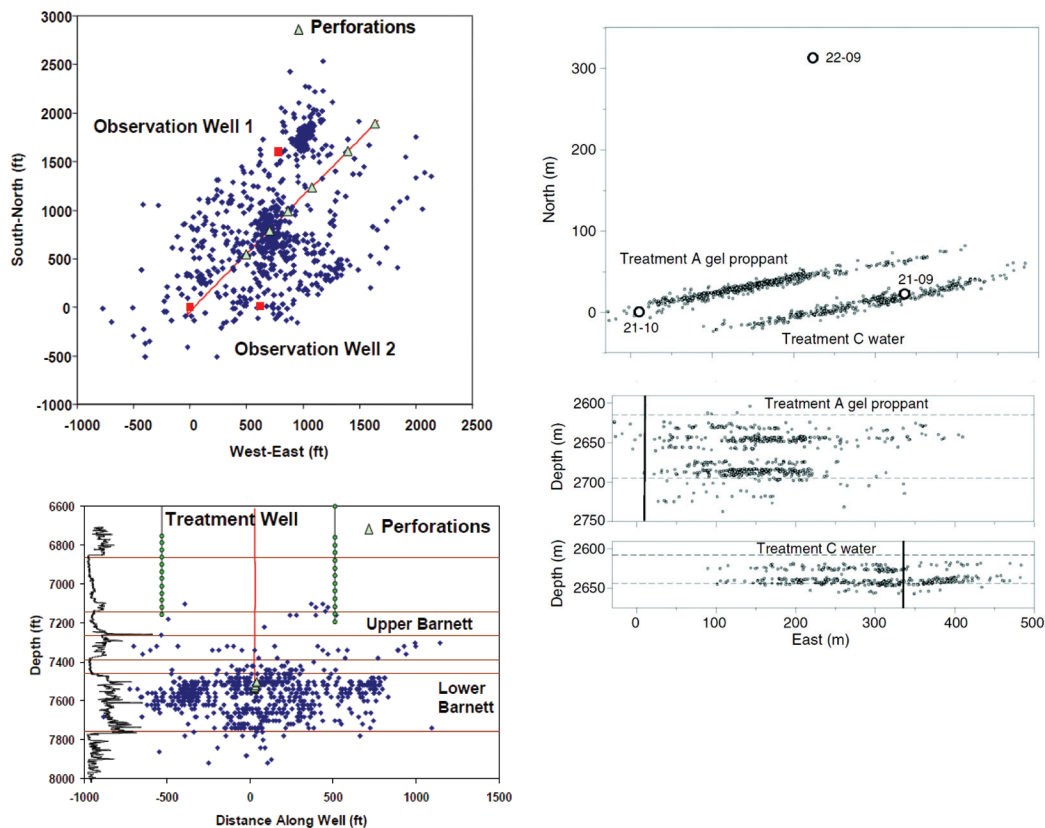 3000
2500
2000
1500
1000
500
0
-500
-1000
South-North (ft)
Perforations
Observation Well 1
Observation Well 2
-1000 -500 0 500 1000 1500 2000 2500
West-East (ft)
6600
6800
7000
7200
7400
7600
7800
8000
Depth (ft)
Treatment Well
Perforations
Upper Barnett
Lower
Barnett
-1000 -500 0 500 1000 1500
Distance Along Well (ft)
300
200
100
0
North (m)
22-09
Treatment A gel proppant
21-09
21-10
Treatment C water
2600
2650
2700
2750
Depth (m)
Treatment A gel proppant
2600
2650
Depth (m)
Treatment C water
0 100 200 300 400 500
East (m)